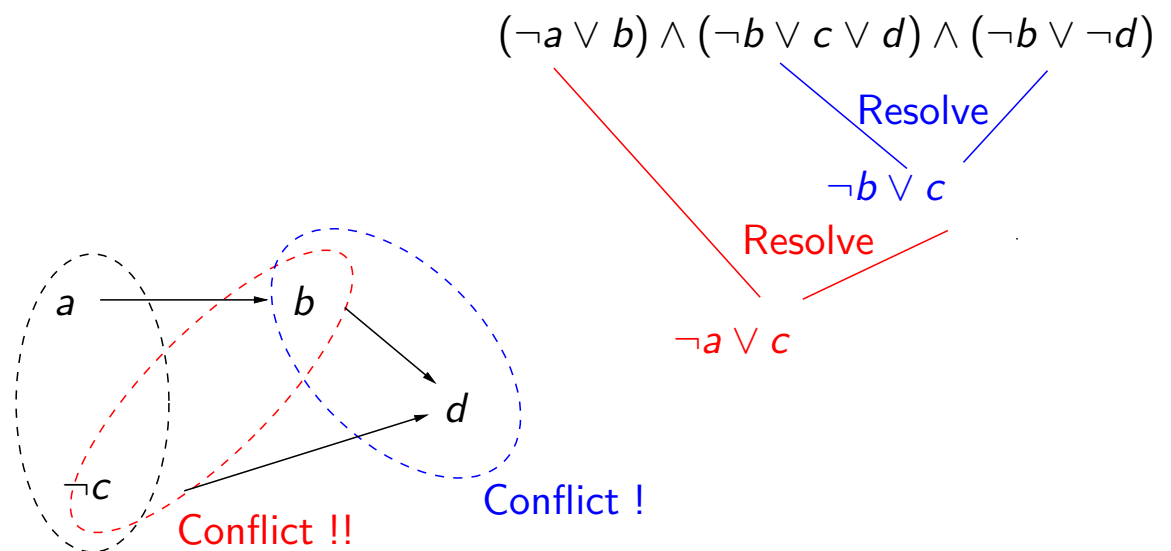 (¬a ∨ b) ∧ (¬b ∨ c ∨ d) ∧ (¬b ∨ ¬d)
Resolve
¬b ∨ c
Resolve
¬a ∨ c
a
b
d
¬c
Conflict !
Conflict !!